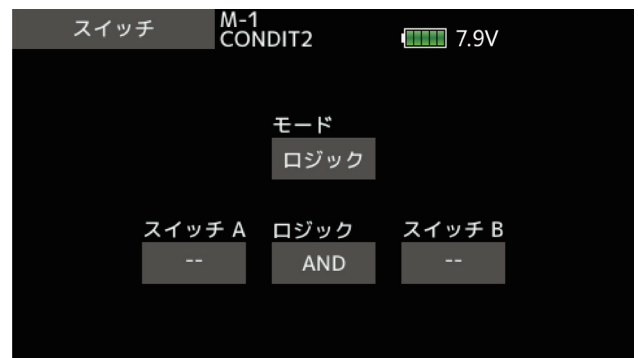 スイッチ
M-1
CONDIT2
7.9V
モード
ロジック
スイッチ A ロジック スイッチ B
-- AND --